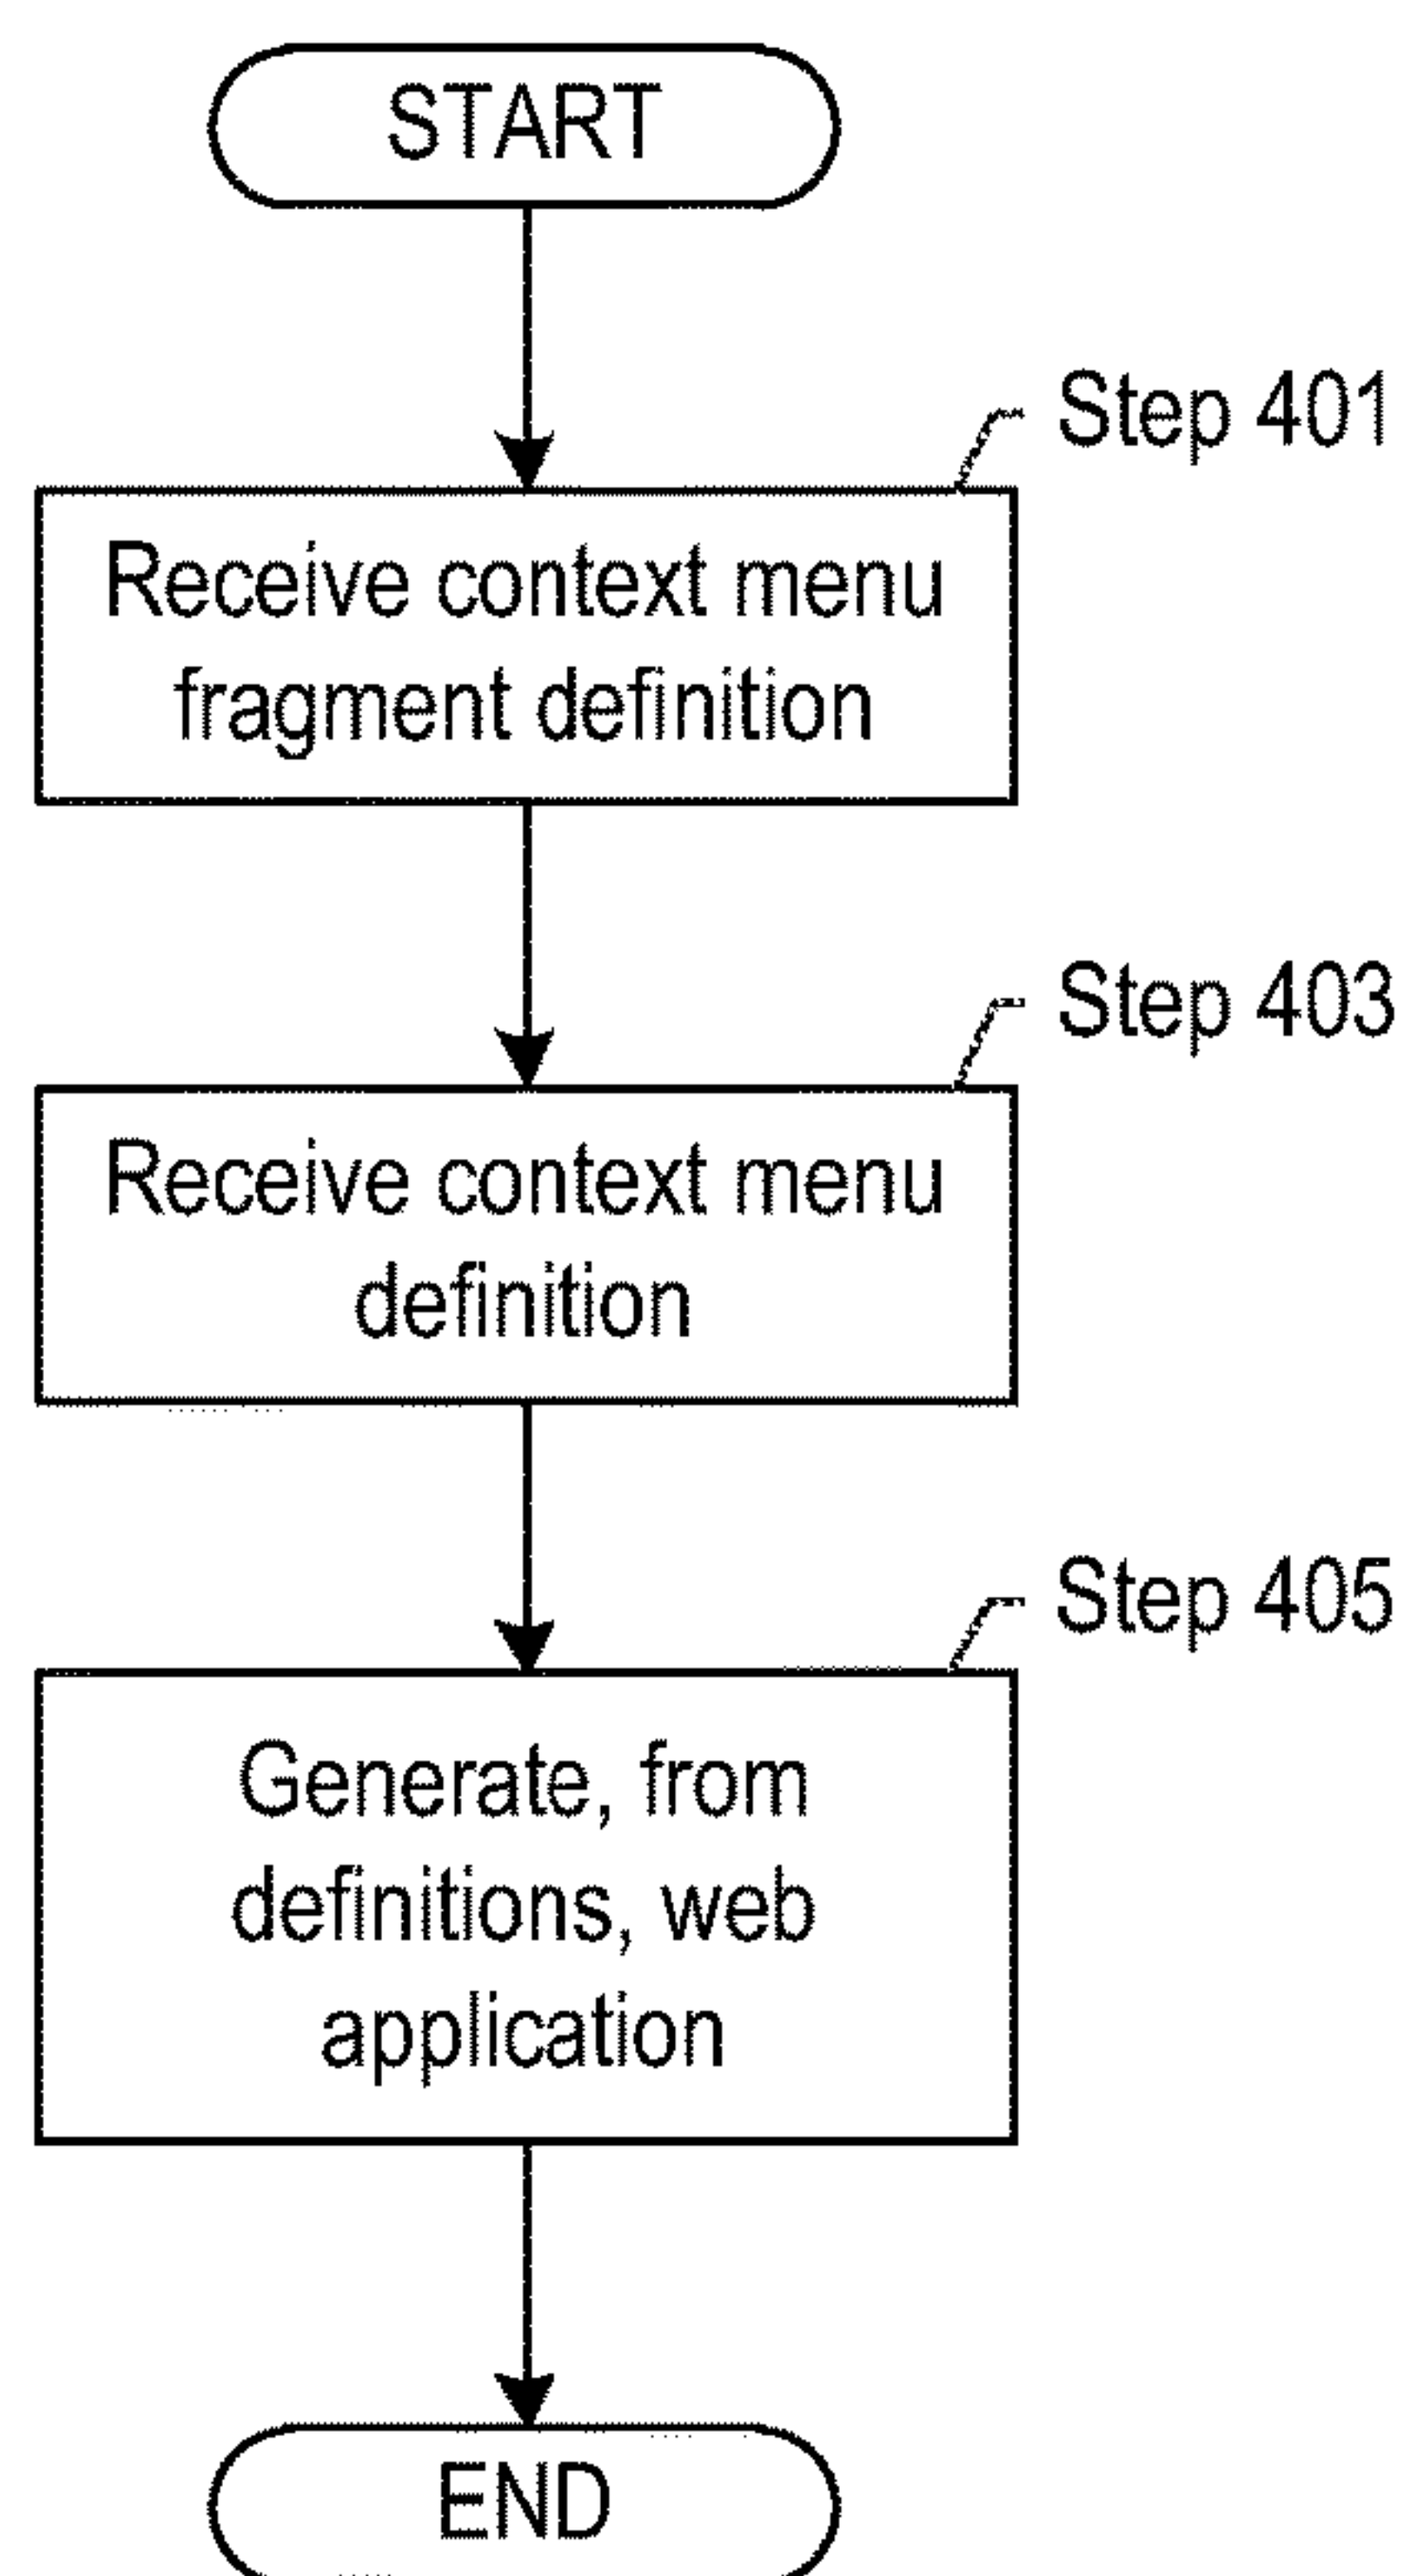 START
Step 401
Receive context menu
fragment definition
Step 403
Receive context menu
definition
Step 405
Generate, from
definitions, web
application
END